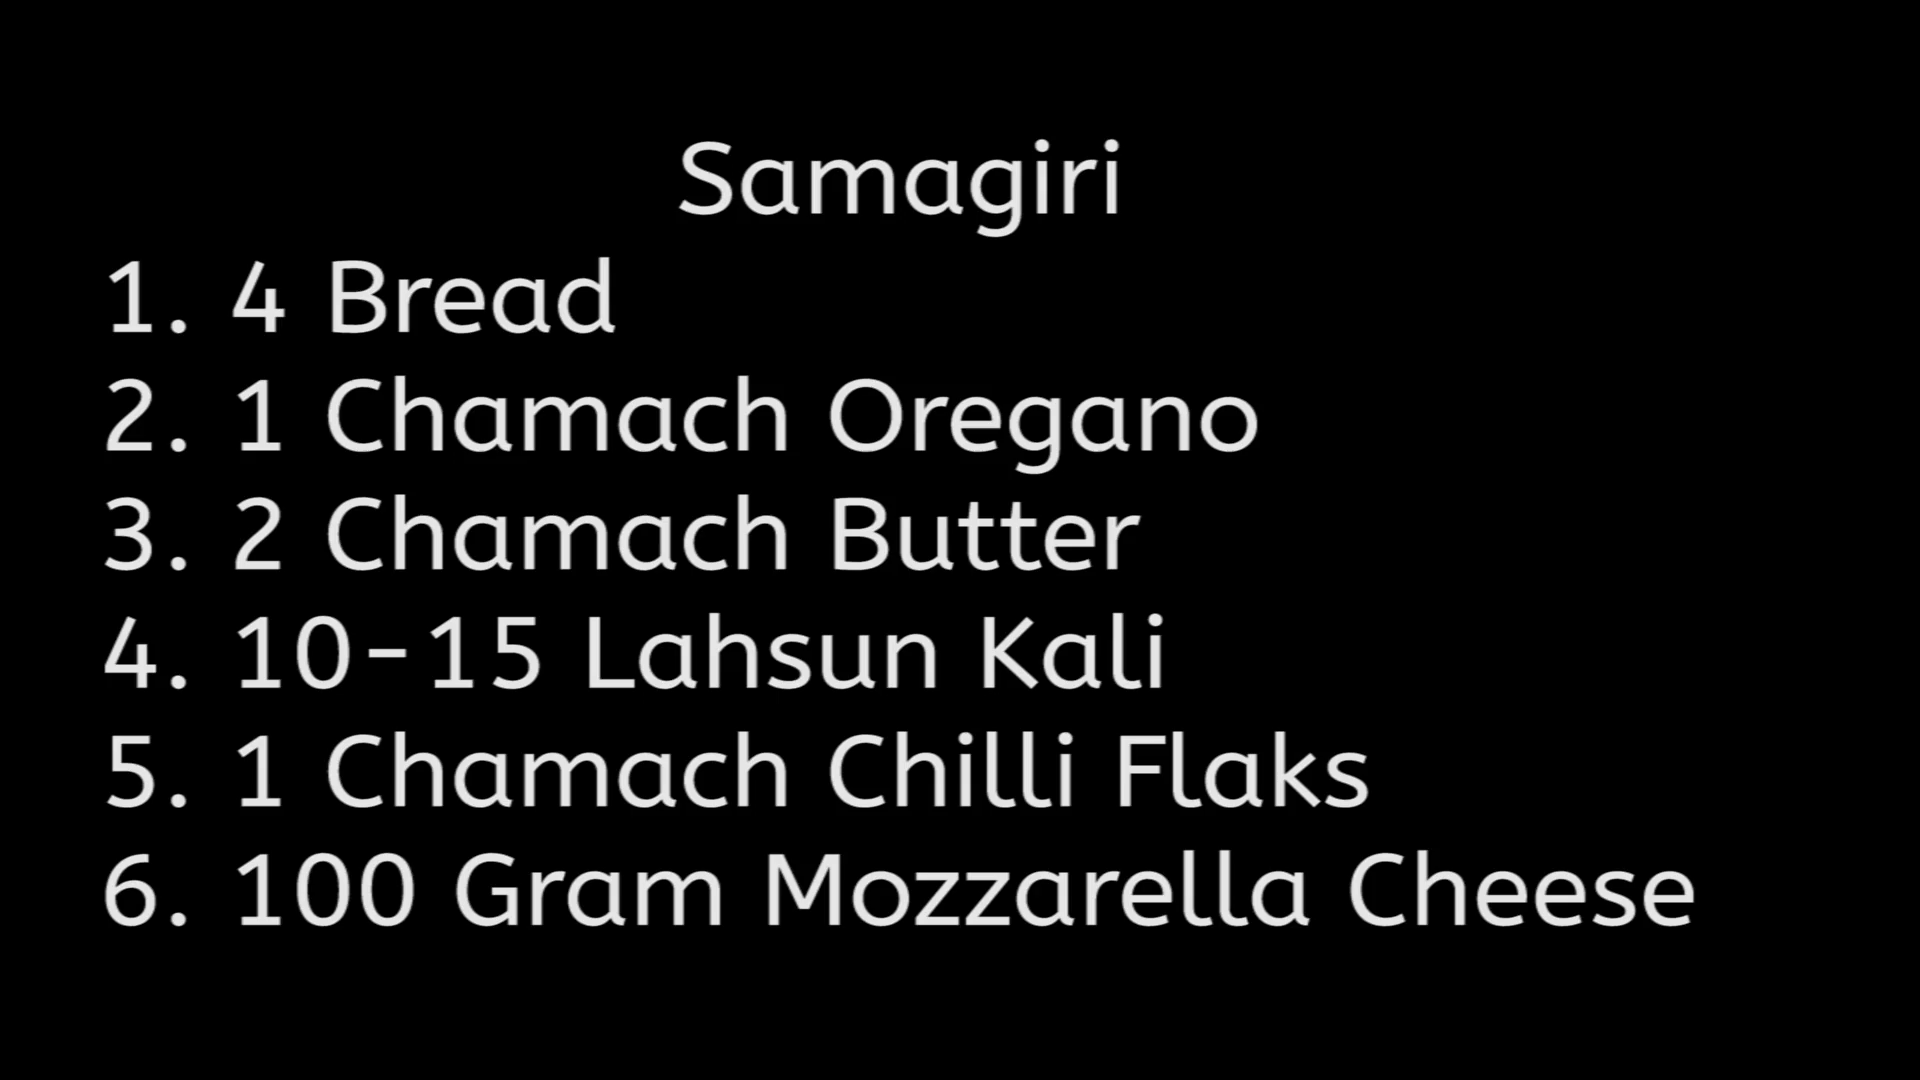 Samagiri
1. 4 Bread
2. 1 Chamach Oregano
3. 2 Chamach Butter
4. 10-15 Lahsun Kali
5. 1 Chamach Chilli Flaks
6. 100 Gram Mozzarella Cheese